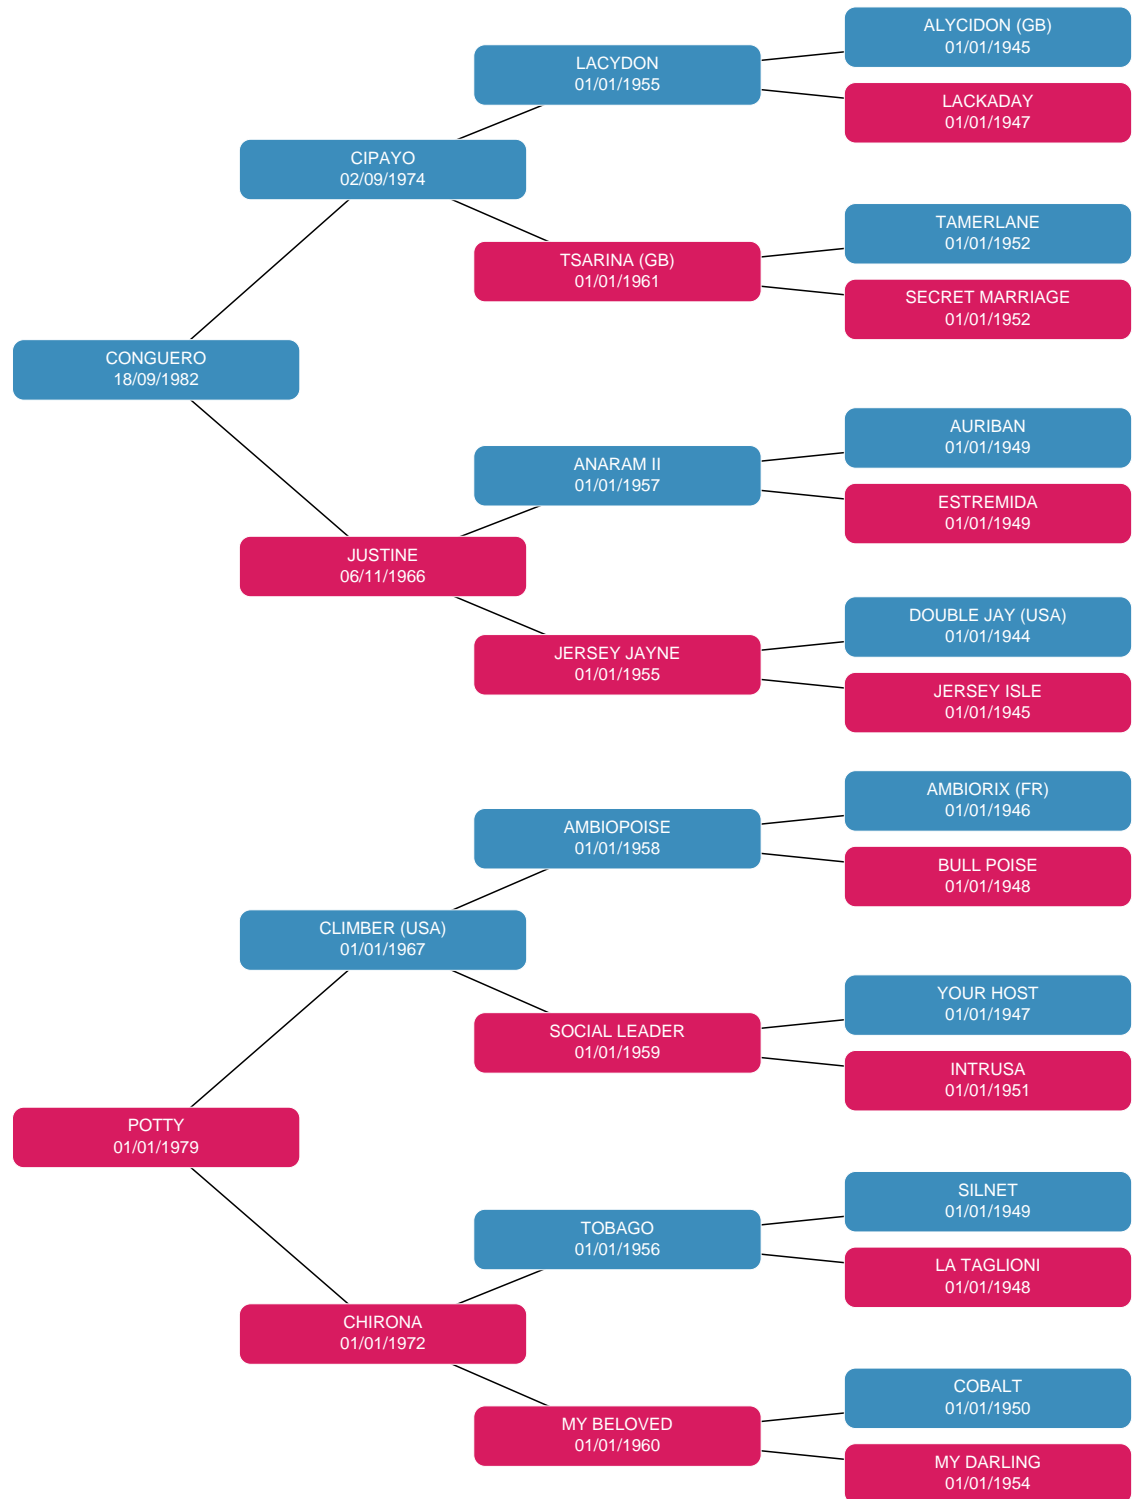 ALYCIDON (GB)
01/01/1945
LACYDON
01/01/1955
LACKADAY
01/01/1947
CIPAYO
02/09/1974
TAMERLANE
01/01/1952
TSARINA (GB)
01/01/1961
SECRET MARRIAGE
01/01/1952
CONGUERO
18/09/1982
AURIBAN
01/01/1949
ANARAM II
01/01/1957
ESTREMIDA
01/01/1949
JUSTINE
06/11/1966
DOUBLE JAY (USA)
01/01/1944
JERSEY JAYNE
01/01/1955
JERSEY ISLE
01/01/1945
AMBIORIX (FR)
01/01/1946
AMBIOPOISE
01/01/1958
BULL POISE
01/01/1948
CLIMBER (USA)
01/01/1967
YOUR HOST
01/01/1947
SOCIAL LEADER
01/01/1959
INTRUSA
01/01/1951
POTTY
01/01/1979
SILNET
01/01/1949
TOBAGO
01/01/1956
LA TAGLIONI
01/01/1948
CHIRONA
01/01/1972
COBALT
01/01/1950
MY BELOVED
01/01/1960
MY DARLING
01/01/1954